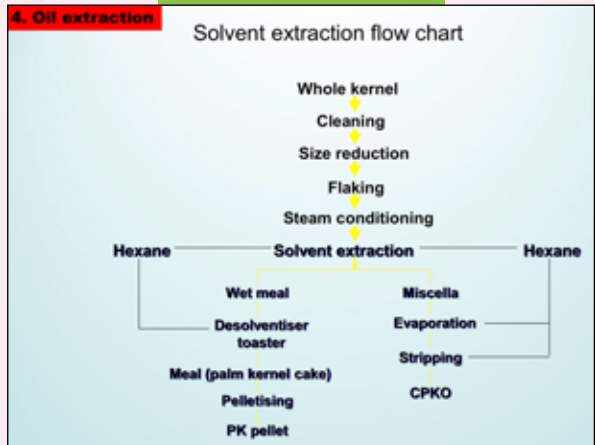 4. Oil extraction
Solvent extraction flow chart
Whole kernel
Cleaning
Size reduction
Flaking
Steam conditioning
Hexane
Solvent extraction
Hexane
Wet meal
Miscella
Desolventiser
toaster
Evaporation
Stripping
Meal (palm kernel cake)
CPKO
Pelletising
PK pellet